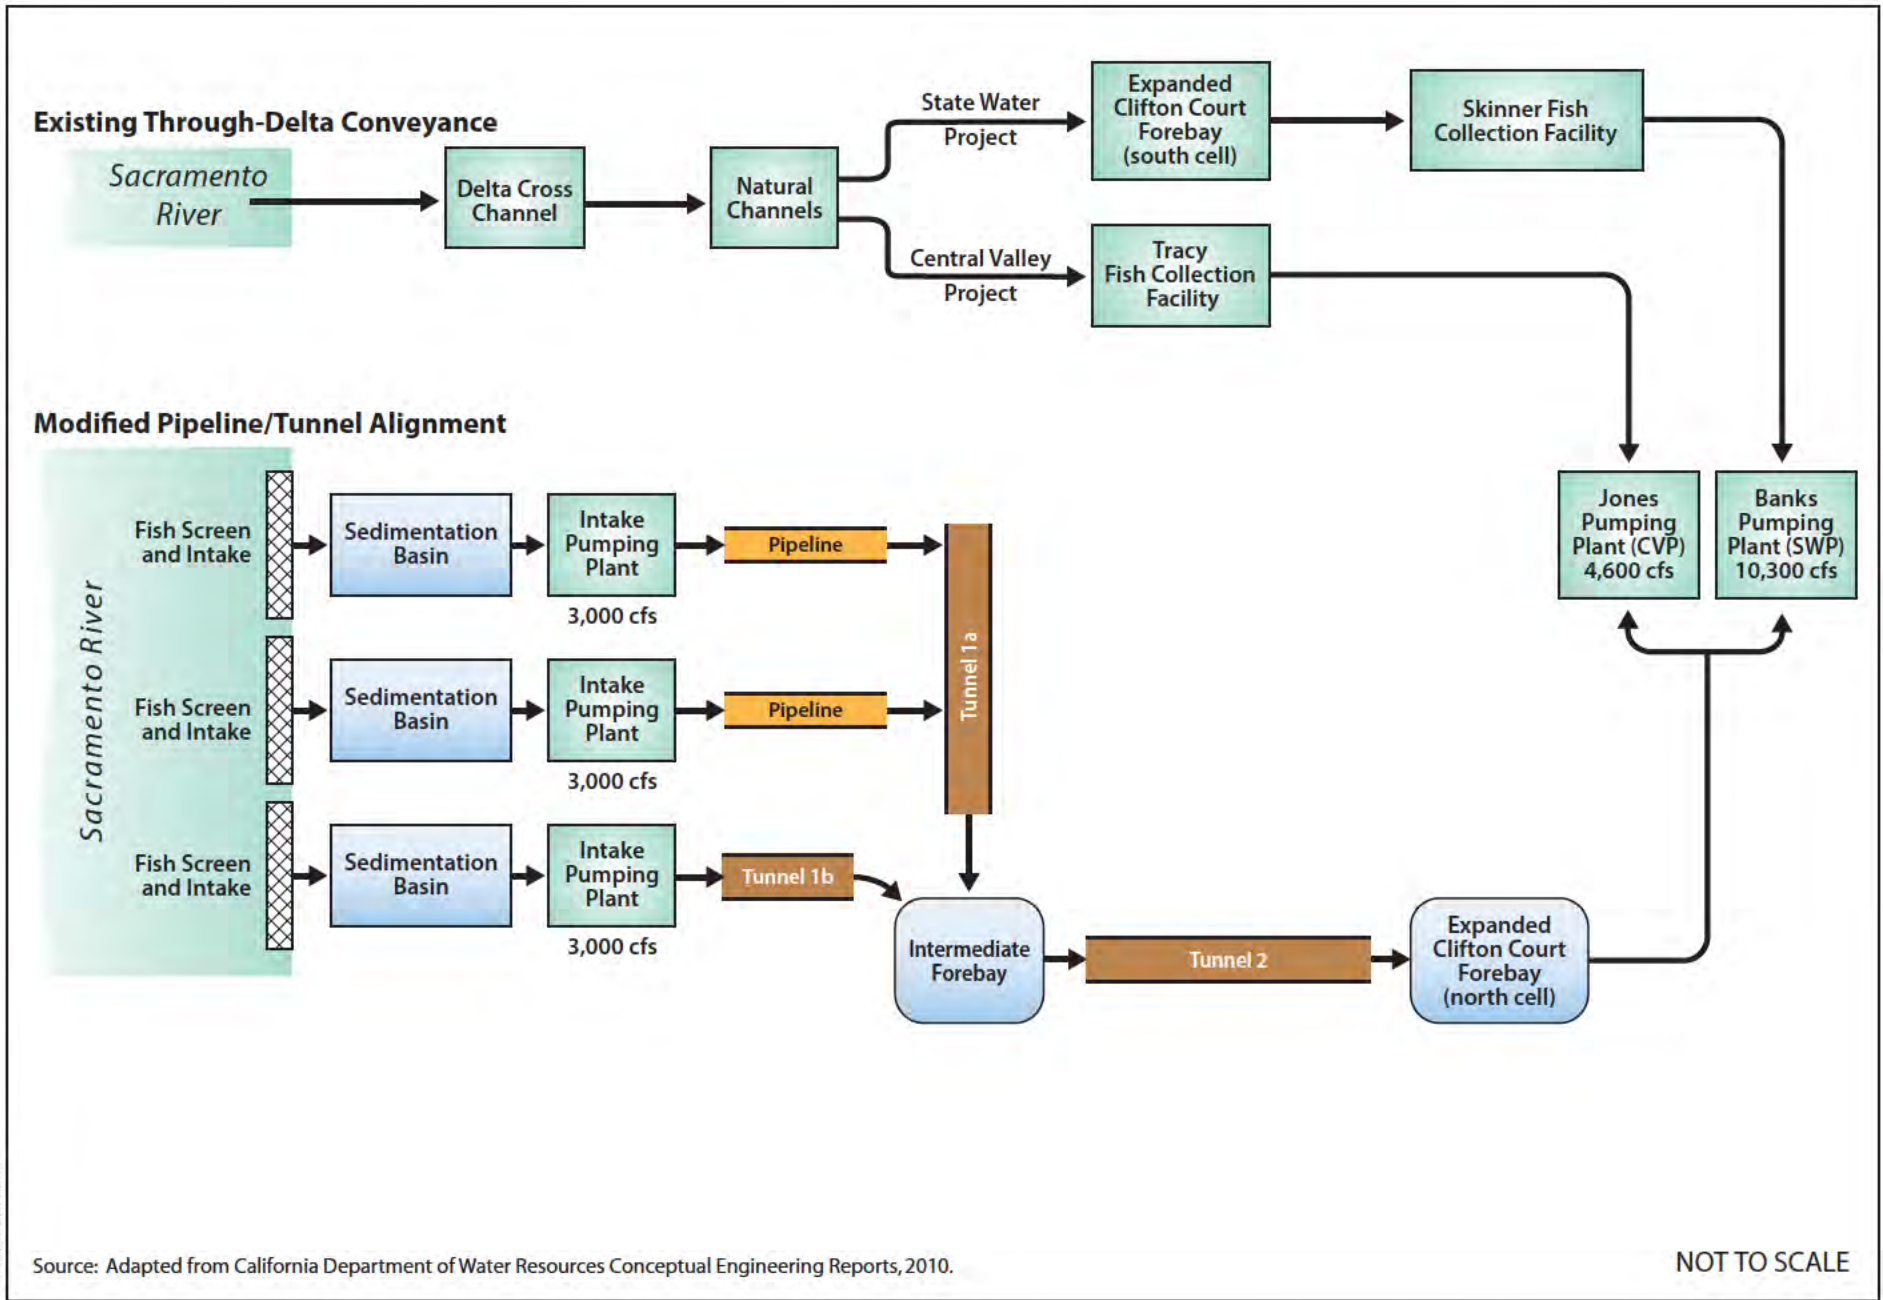 Existing Through-Delta Conveyance
Sacramento
River
Delta Cross
Channel
Natural
Channels
State Water
Project
Central Valley
Project
Expanded
Clifton Court
Forebay
(south cell)
Skinner Fish
Collection Facility
Tracy
Fish Collection
Facility
Jones
Pumping
Plant (CVP)
4,600 cfs
Banks
Pumping
Plant (SWP)
10,300 cfs
Modified Pipeline/Tunnel Alignment
Sacramento River
Fish Screen
and Intake
Sedimentation
Basin
Intake
Pumping
Plant
3,000 cfs
Pipeline
Tunnel 1a
Fish Screen
and Intake
Sedimentation
Basin
Intake
Pumping
Plant
3,000 cfs
Pipeline
Fish Screen
and Intake
Sedimentation
Basin
Intake
Pumping
Plant
3,000 cfs
Tunnel 1b
Intermediate
Forebay
Tunnel 2
Expanded
Clifton Court
Forebay
(north cell)
Source: Adapted from California Department of Water Resources Conceptual Engineering Reports, 2010.
NOT TO SCALE